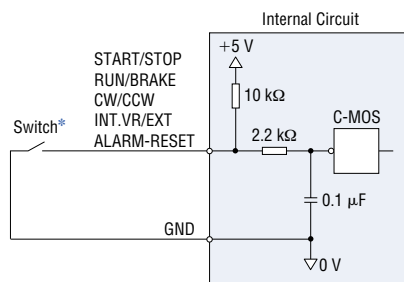 Internal Circuit
+5 V
START/STOP
RUN/BRAKE
CW/CCW
INT.VR/EXT
ALARM-RESET
10 kΩ
C-MOS
2.2 kΩ
Switch*
0.1 µF
GND
0 V